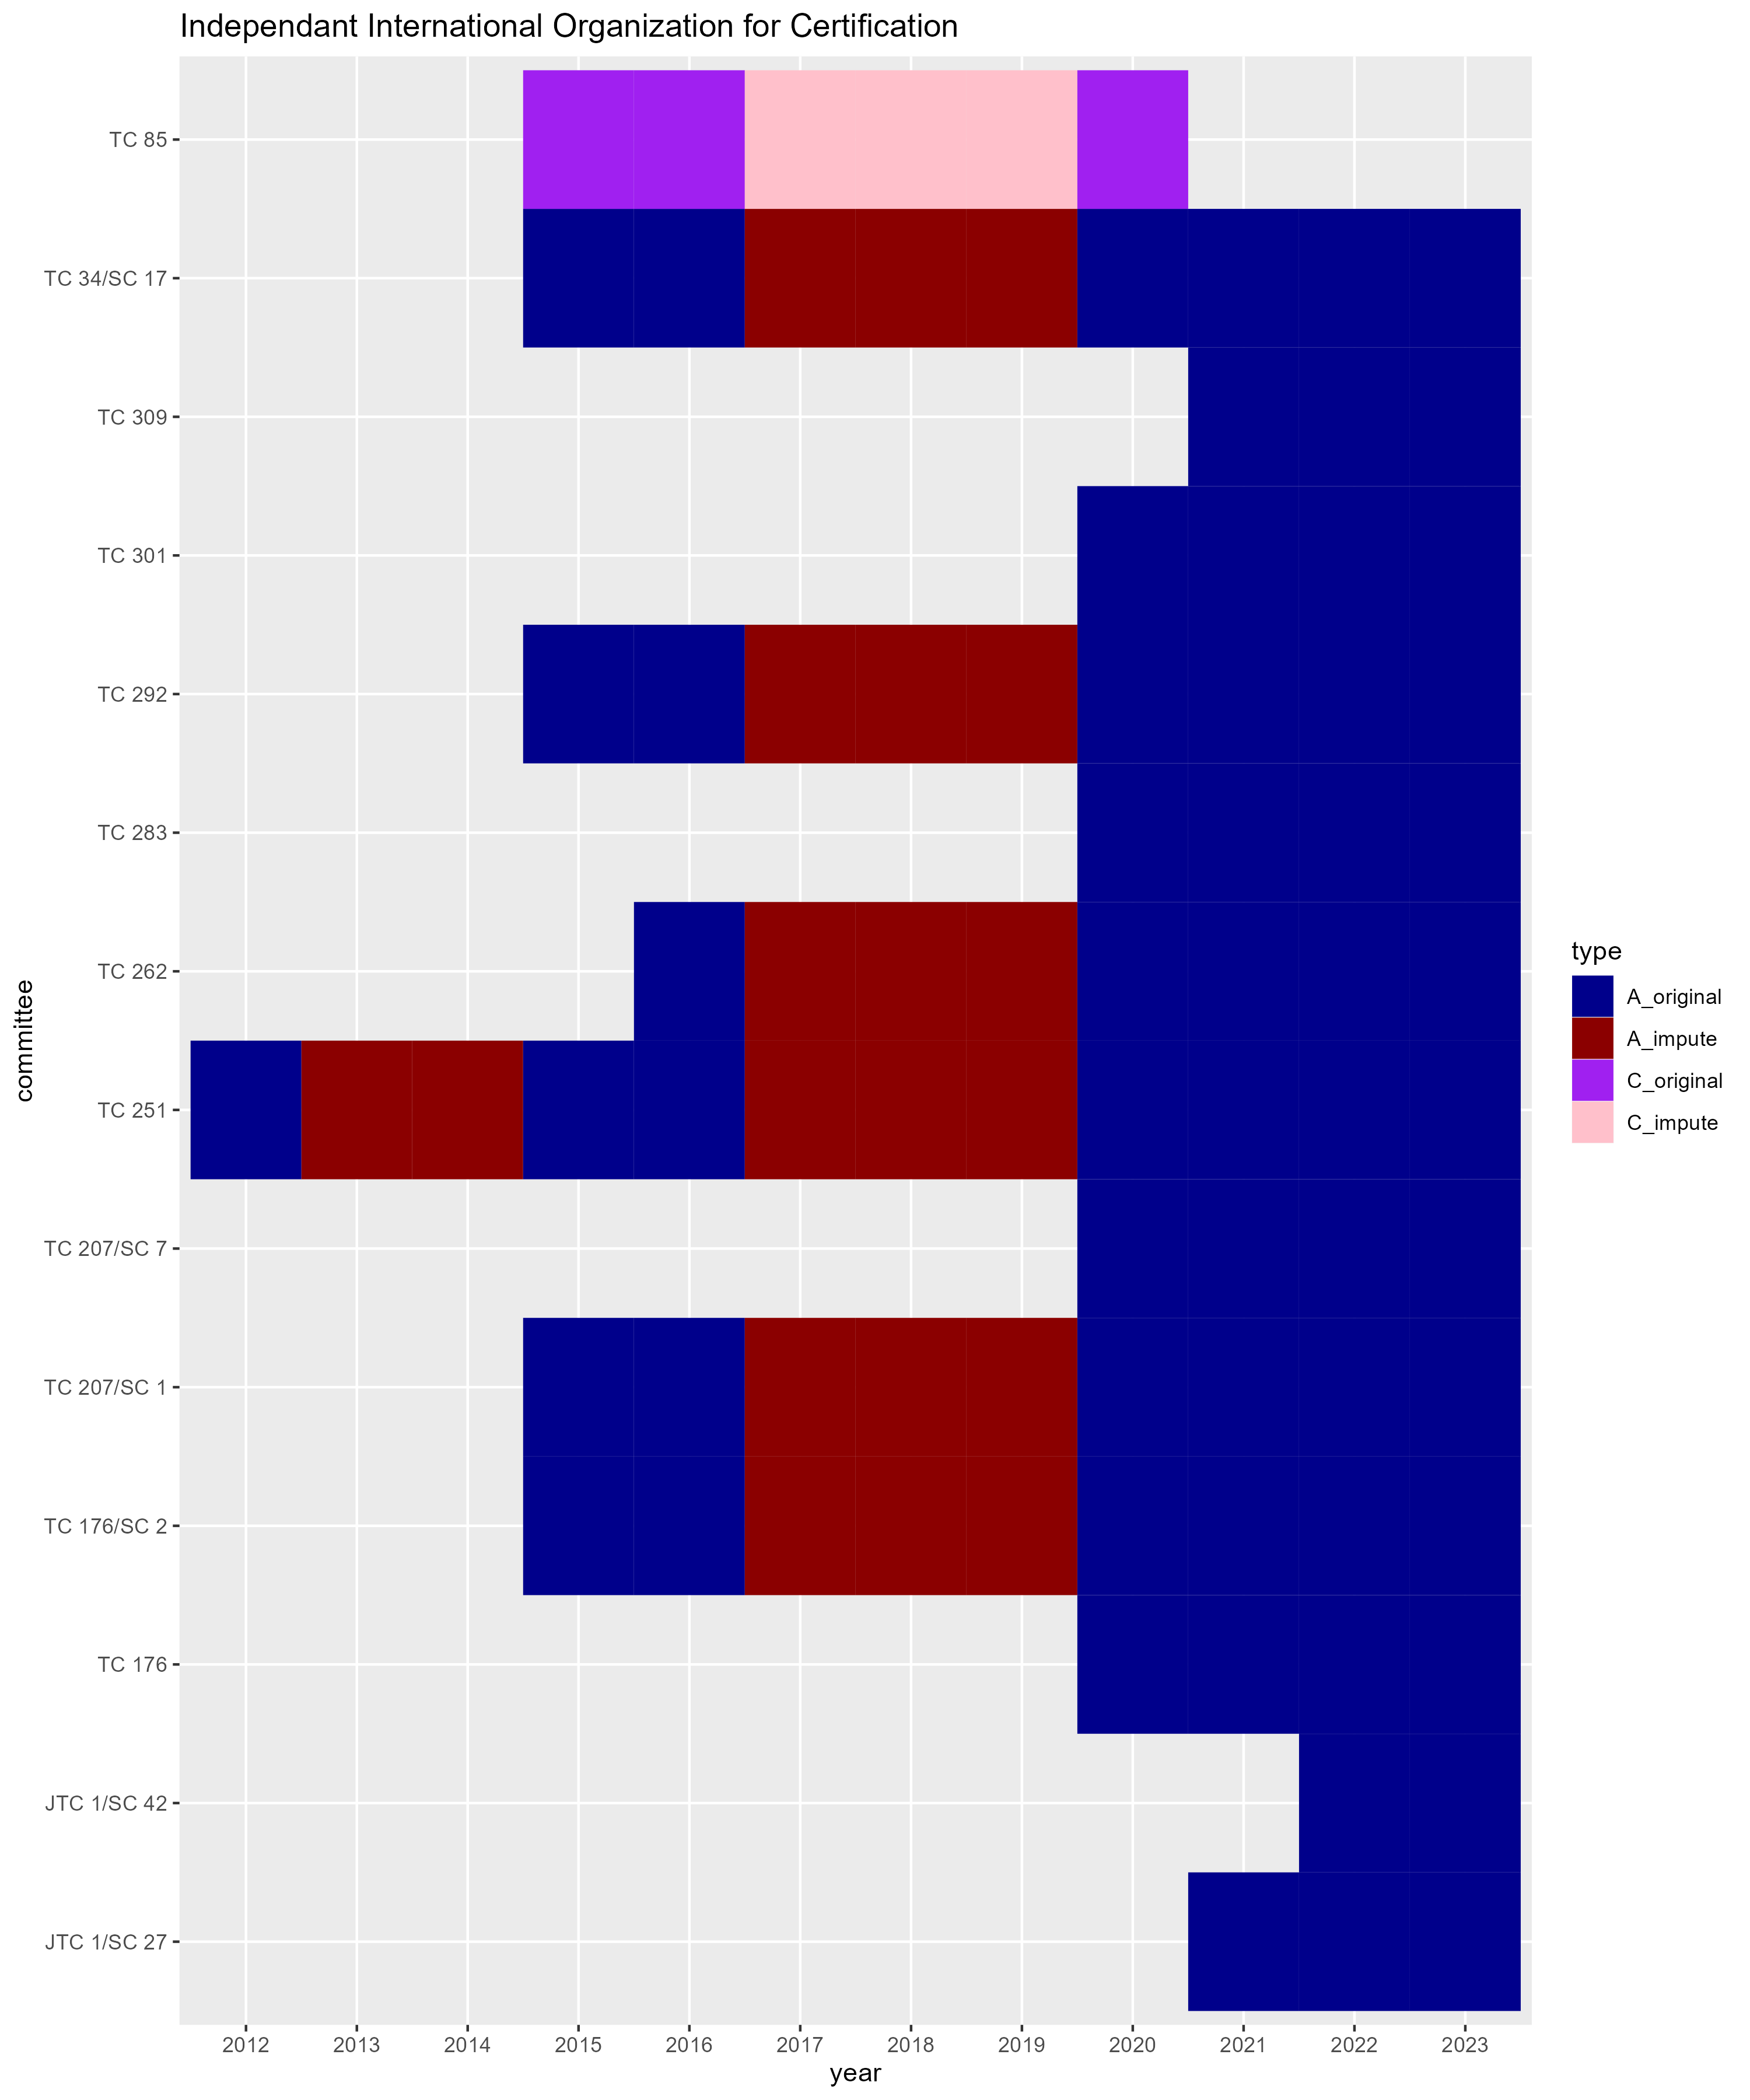 Independant International Organization for Certification
TC 85
TC 34/SC 17
TC 309
TC 301
TC 292
TC 283
TC 262
TC 251
TC 207/SC 7
TC 207/SC 1
TC 176/SC 2
TC 176
JTC 1/SC 42
JTC 1/SC 27
committee
2012 2013 2014 2015 2016 2017 2018 2019 2020 2021 2022 2023
year
type
A_original
A_impute
C_original
C_impute